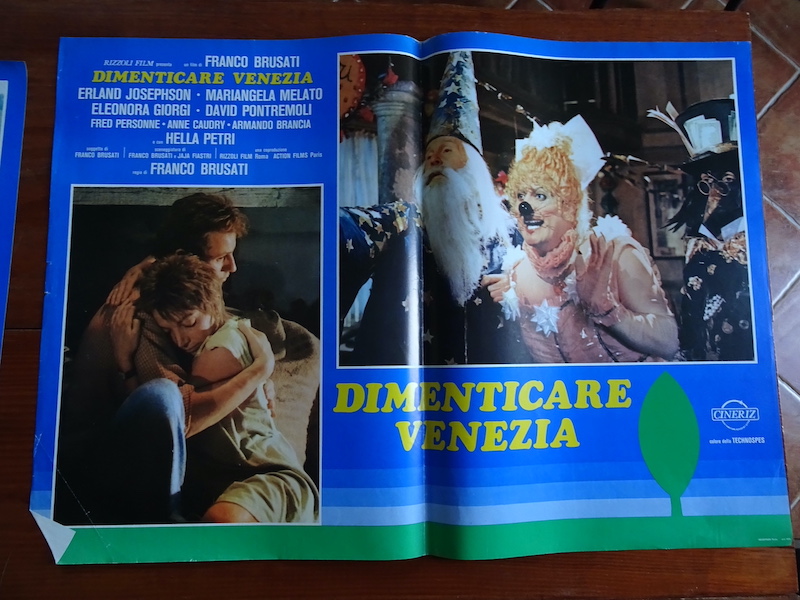 RIZZOLI FILM presenta un film di FRANCO BRUSATI
DIMENTICARE VENEZIA
ERLAND JOSEPHSON · MARIANGELA MELATO
ELEONORA GIORGI · DAVID PONTREMOLI
FRED PERSONNE · ANNE CAUDRY · ARMANDO BRANCIA
e con HELLA PETRI
soggetto di FRANCO BRUSATI
sceneggiatura di FRANCO BRUSATI e JAJA FIASTRI
una coproduzione RIZZOLI FILM Roma ACTION FILMS Paris
regia di FRANCO BRUSATI
DIMENTICARE
VENEZIA
CINERIZ
colore della TECHNOSPES